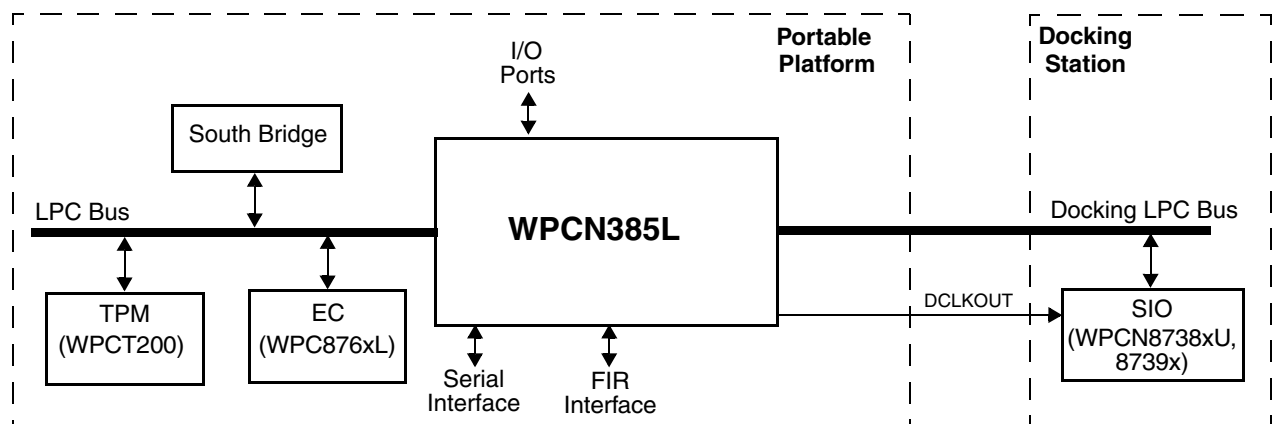 Portable
Platform
Docking
Station
I/O
Ports
South Bridge
LPC Bus
WPCN385L
Docking LPC Bus
TPM
(WPCT200)
EC
(WPC876xL)
DCLKOUT
SIO
(WPCN8738xU,
8739x)
Serial
Interface
FIR
Interface